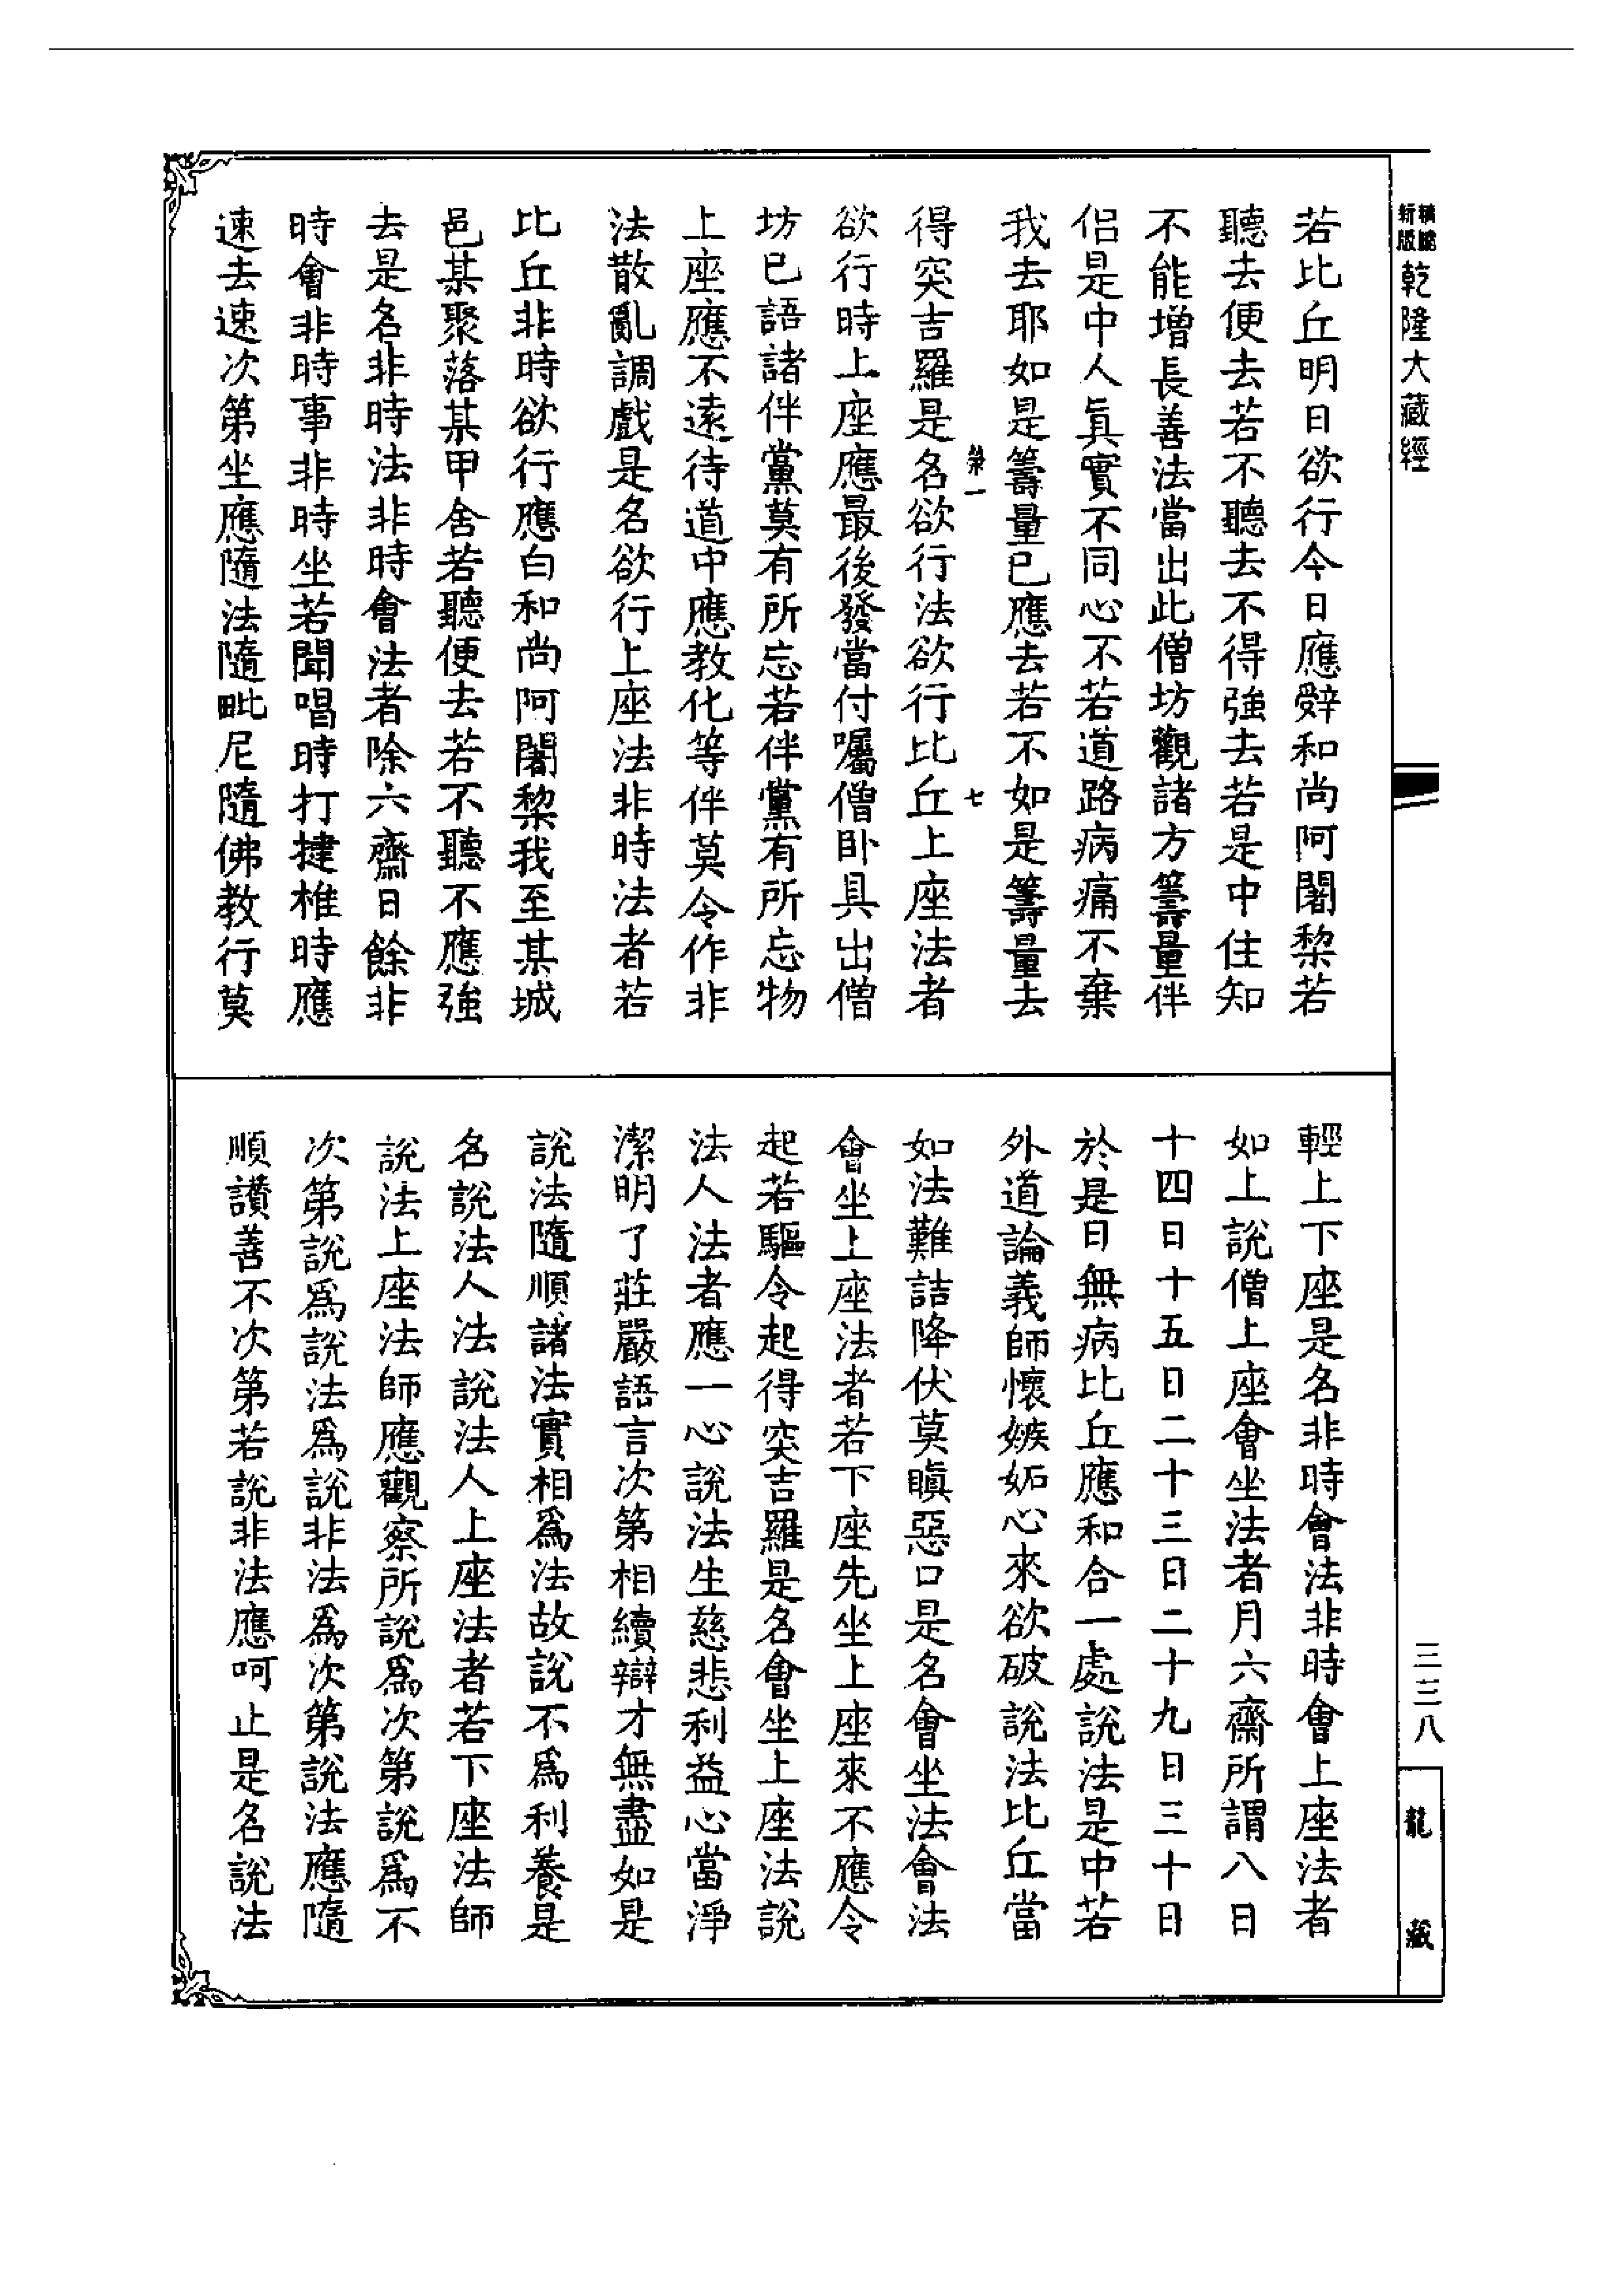 精縮新版乾隆大藏經
若比丘明日欲行今日應辭和尚阿闍棃若
聽去便去若不聽去不得強去若是中住知
不能增長善法當出此僧坊觀諸方籌量伴
侶是中人眞實不同心不若道路病痛不棄
我去耶如是籌量已應去若不如是籌量去
七
得突吉羅是名欲行法欲行比丘上座法者
欲行時上座應最後發當付囑僧卧具出僧
坊已語諸伴黨莫有所忘若伴黨有所忘物
上座應不遠待道中應教化等伴莫令作非
法散亂調戲是名欲行上座法非時法者若
比丘非時欲行應白和尚阿闍棃我至某城
邑某聚落某甲舍若聽便去若不聽不應強
去是名非時法非時會法者除六齋日餘非
時會非時事非時坐若聞唱時打揵椎時應
速去速次第坐應隨法隨毗尼隨佛教行莫
輕上下座是名非時會法非時會上座法者
如上說僧上座會坐法者月六齋所謂八日
十四日十五日二十三日二十九日三十日
於是日無病比丘應和合一處說法是中若
外道論義師懷嫉妬心來欲破說法比丘當
如法難詰降伏莫瞋惡口是名會坐法會法
會坐上座法者若下座先坐上座來不應令
起若驅令起起得突吉羅是名會坐上座法說
法人法者應一心說法生慈悲利益心當淨
潔明了莊嚴語言次第相續辯才無盡如是
說法隨順諸法實相爲法故說不爲利養是
名說法人法說法人上座法者若下座法師
說法上座法師應觀察所說爲次第說爲不
次第說爲說法爲說非法爲次第說法應隨
順讚善不次第若說非法應呵止是名說法
三三八
龍藏